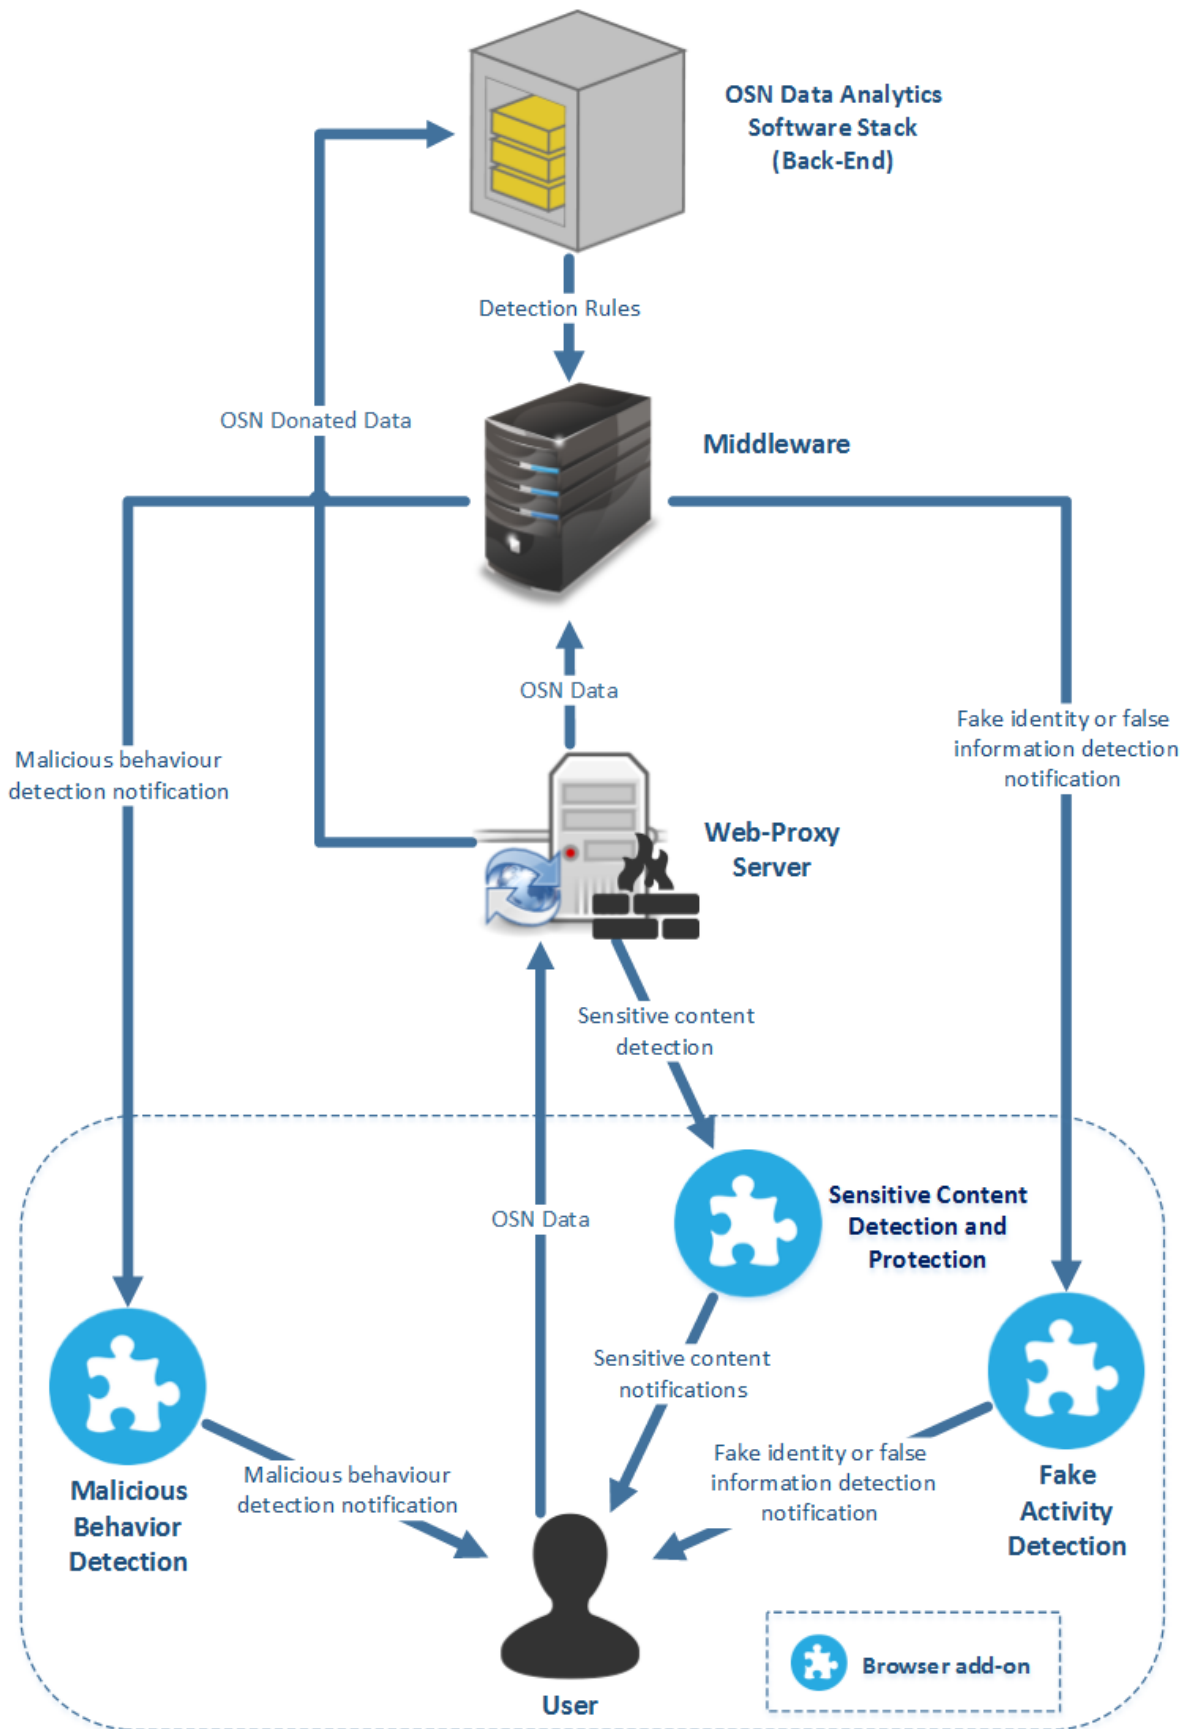 OSN Data Analytics
Software Stack
(Back-End)
Detection Rules
OSN Donated Data
Middleware
OSN Data
Fake identity or false
information detection
notification
Malicious behaviour
detection notification
Web-Proxy
Server
Sensitive content
detection
OSN Data
Sensitive Content
Detection and
Protection
Sensitive content
notifications
Malicious behaviour
detection notification
Fake identity or false
information detection
notification
Malicious
Behavior
Detection
Fake
Activity
Detection
User
Browser add-on